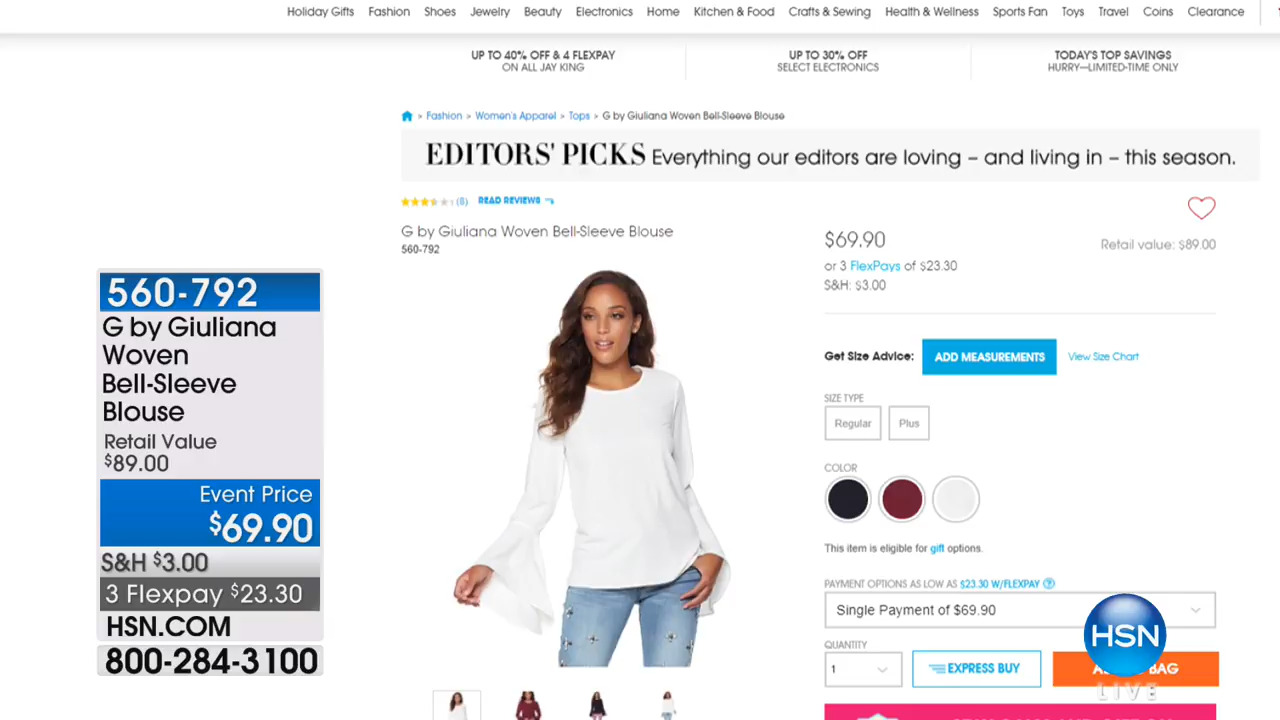 Holiday Gifts Fashion Shoes Jewelry Beauty Electronics Home Kitchen & Food Crafts & Sewing Health & Wellness Sports Fan Toys Travel Coins Clearance
UP TO 40% OFF & 4 FLEXPAY
ON ALL JAY KING
UP TO 30% OFF
SELECT ELECTRONICS
TODAY'S TOP SAVINGS
HURRY—LIMITED-TIME ONLY
> Fashion > Women's Apparel > Tops > G by Giuliana Woven Bell-Sleeve Blouse
EDITORS' PICKS Everything our editors are loving – and living in – this season.
(8) READ REVIEWS
G by Giuliana Woven Bell-Sleeve Blouse
560-792
$69.90
Retail value: $89.00
or 3 FlexPays of $23.30
S&H: $3.00
Get Size Advice: ADD MEASUREMENTS View Size Chart
SIZE TYPE
Regular Plus
COLOR
This item is eligible for gift options.
PAYMENT OPTIONS AS LOW AS $23.30 W/FLEXPAY ?
Single Payment of $69.90
QUANTITY
1 EXPRESS BUY
BAG
560-792
G by Giuliana
Woven
Bell-Sleeve
Blouse
Retail Value
$89.00
Event Price
$69.90
S&H $3.00
3 Flexpay $23.30
HSN.COM
800-284-3100
HSN
LIVE